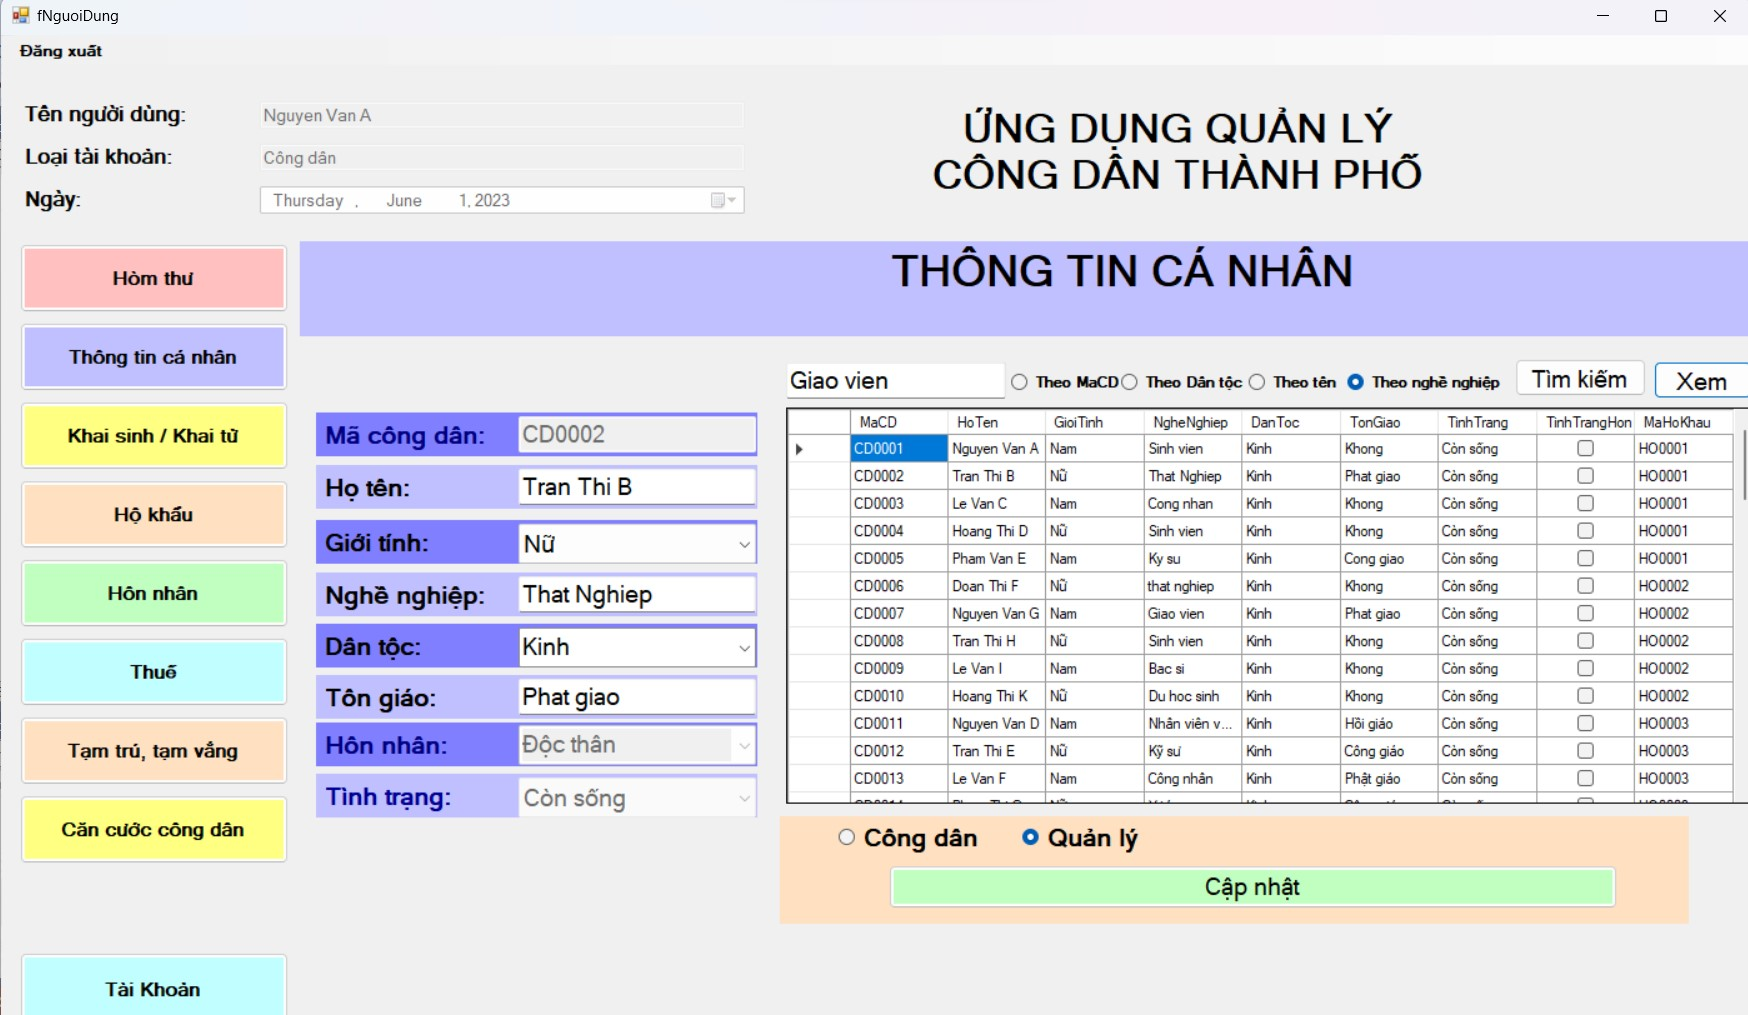 fNguoiDung
Đăng xuất
Tên người dùng: Nguyen Van A
Loại tài khoản: Công dân
Ngày: Thursday , June 1, 2023
ỨNG DỤNG QUẢN LÝ
CÔNG DÂN THÀNH PHỐ
Hòm thư
Thông tin cá nhân
Khai sinh / Khai tử
Hộ khẩu
Hôn nhân
Thuế
Tạm trú, tạm vắng
Căn cước công dân
Tài Khoản
THÔNG TIN CÁ NHÂN
Mã công dân: CD0002
Họ tên: Tran Thi B
Giới tính: Nữ
Nghề nghiệp: That Nghiep
Dân tộc: Kinh
Tôn giáo: Phat giao
Hôn nhân: Độc thân
Tình trạng: Còn sống
Giao vien Theo MaCD Theo Dân tộc Theo tên Theo nghề nghiệp Tìm kiếm Xem
MaCD HoTen GioiTinh NgheNghiep DanToc TonGiao TinhTrang TinhTrangHon MaHoKhau
CD0001 Nguyen Van A Nam Sinh vien Kinh Khong Còn sống HO0001
CD0002 Tran Thi B Nữ That Nghiep Kinh Phat giao Còn sống HO0001
CD0003 Le Van C Nam Cong nhan Kinh Khong Còn sống HO0001
CD0004 Hoang Thi D Nữ Sinh vien Kinh Khong Còn sống HO0001
CD0005 Pham Van E Nam Ky su Kinh Cong giao Còn sống HO0001
CD0006 Doan Thi F Nữ that nghiep Kinh Khong Còn sống HO0002
CD0007 Nguyen Van G Nam Giao vien Kinh Phat giao Còn sống HO0002
CD0008 Tran Thi H Nữ Sinh vien Kinh Khong Còn sống HO0002
CD0009 Le Van I Nam Bac si Kinh Khong Còn sống HO0002
CD0010 Hoang Thi K Nữ Du hoc sinh Kinh Khong Còn sống HO0002
CD0011 Nguyen Van D Nam Nhân viên v... Kinh Hồi giáo Còn sống HO0003
CD0012 Tran Thi E Nữ Kỹ sư Kinh Công giáo Còn sống HO0003
CD0013 Le Van F Nam Công nhân Kinh Phật giáo Còn sống HO0003
Công dân Quản lý
Cập nhật